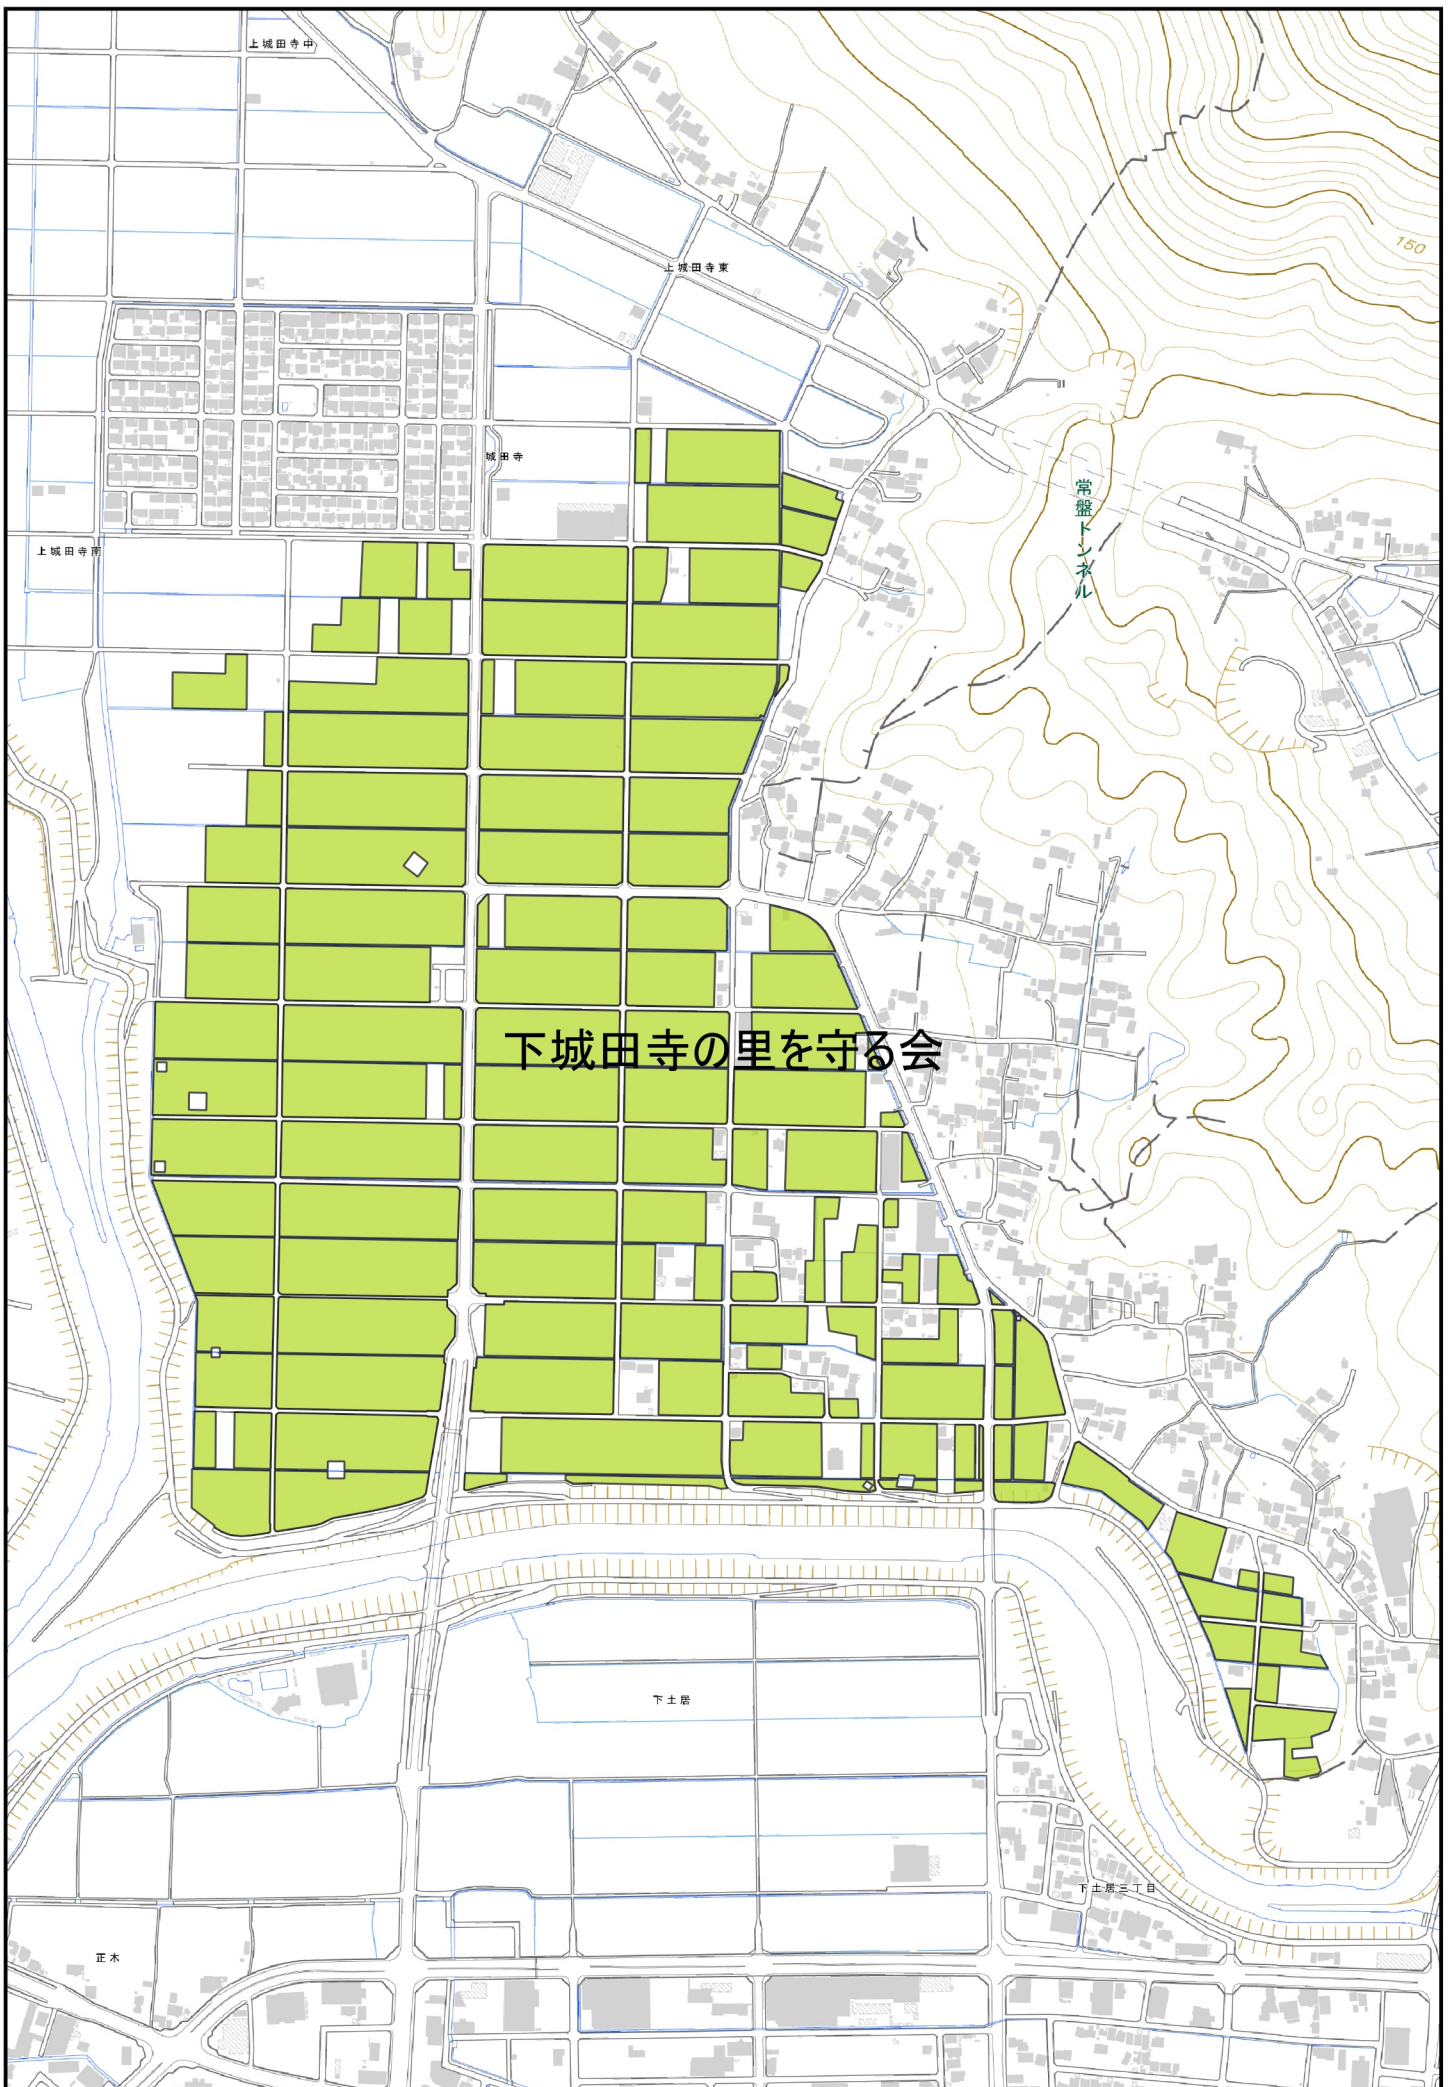 上城田寺中
150
上城田寺東
城田寺
常盤トンネル
上城田寺南
下城田寺の里を守る会
下土居
下土居三丁目
正木